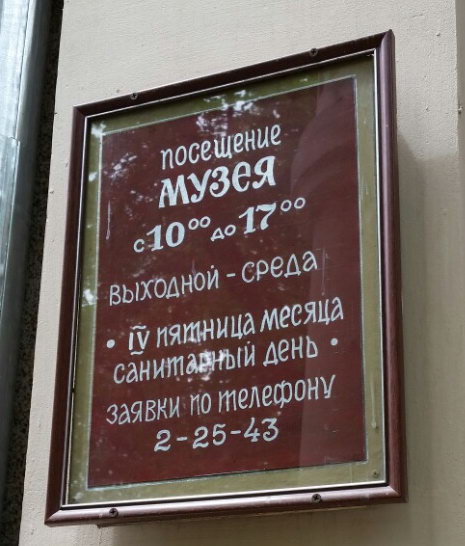 посещение
музея
с 10⁰⁰ до 17⁰⁰
выходной - среда
• IV пятница месяца
санитарный день •
заявки по телефону
2-25-43